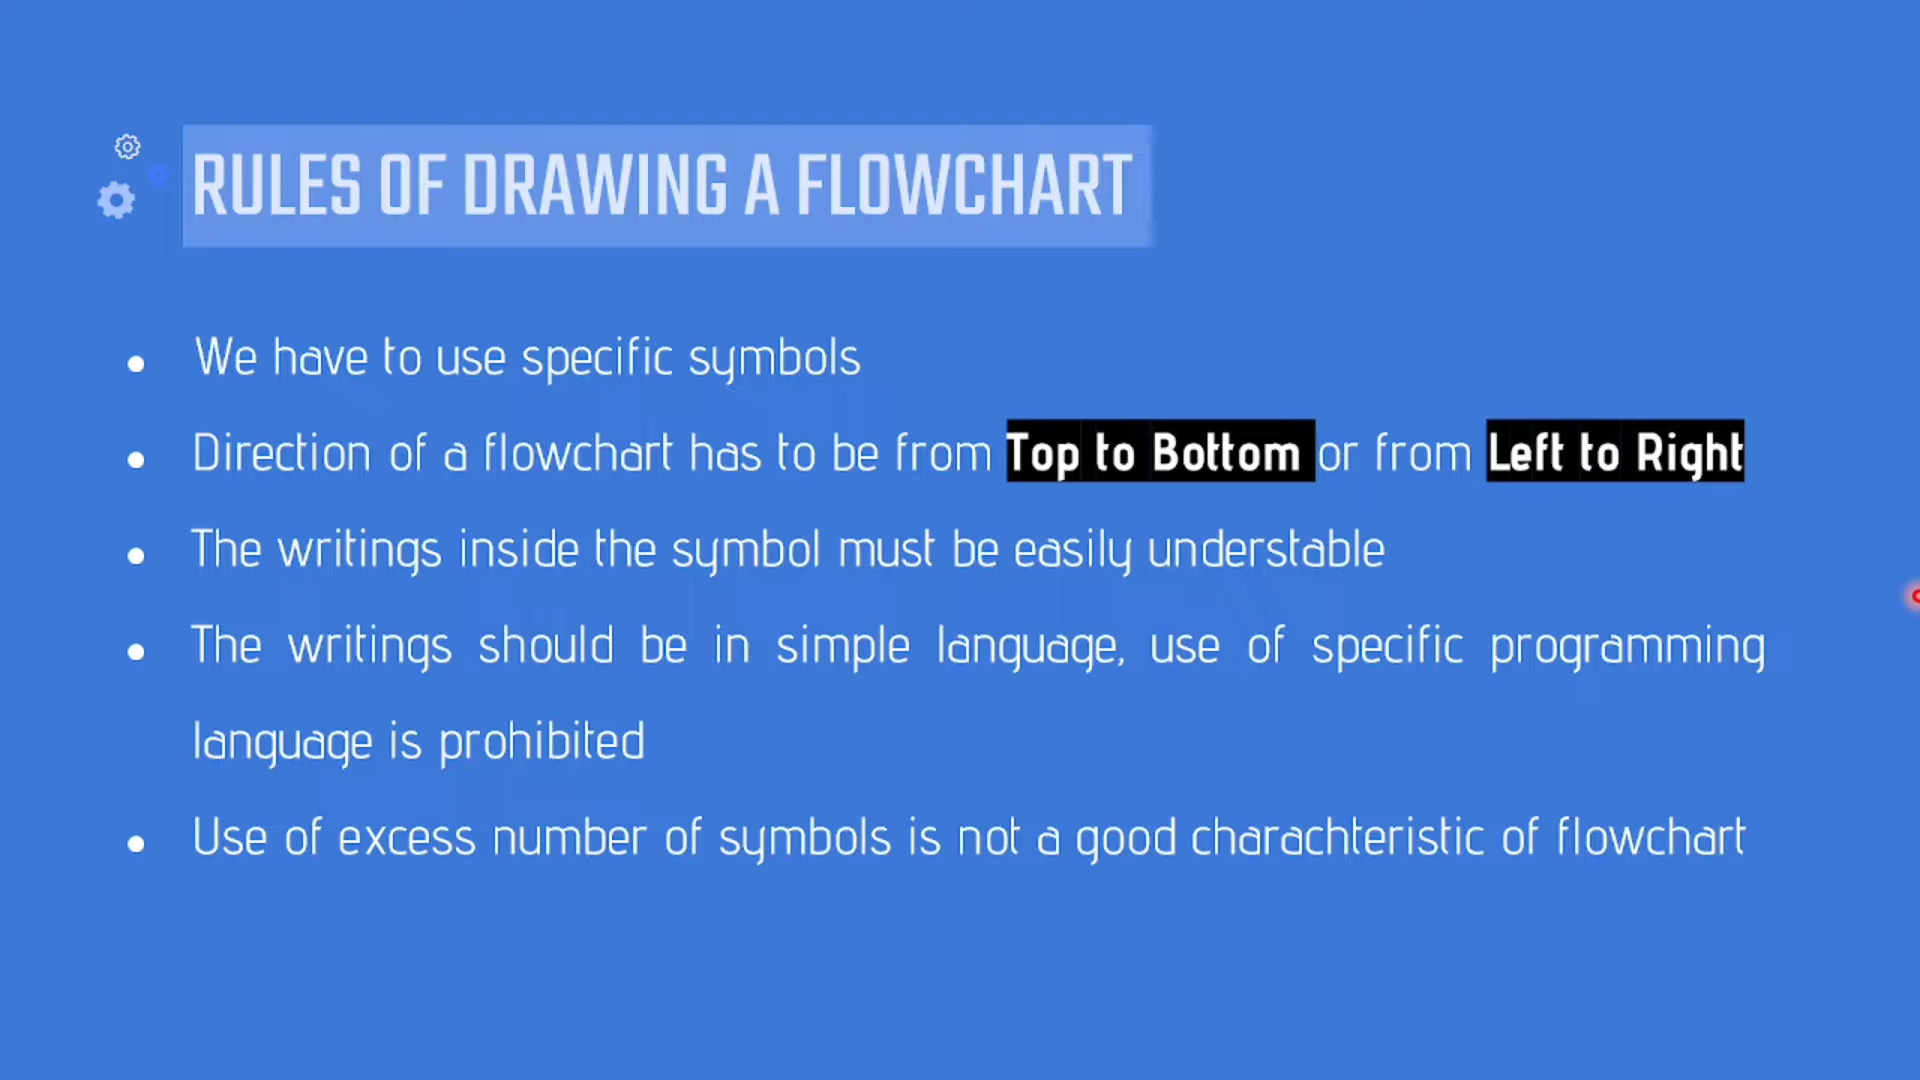 RULES OF DRAWING A FLOWCHART
• We have to use specific symbols
• Direction of a flowchart has to be from Top to Bottom or from Left to Right
• The writings inside the symbol must be easily understable
• The writings should be in simple language, use of specific programming
language is prohibited
• Use of excess number of symbols is not a good charachteristic of flowchart